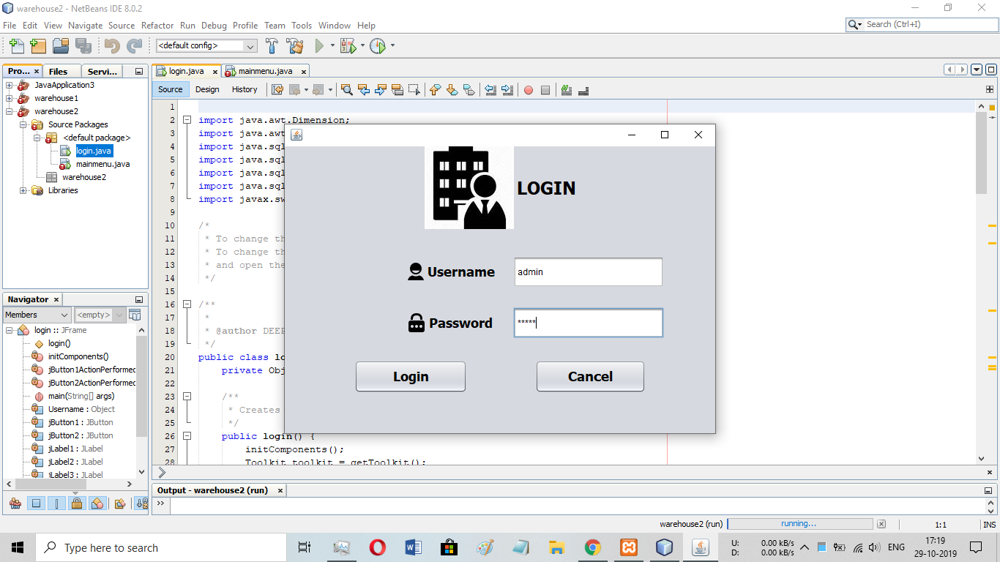 warehouse2 - NetBeans IDE 8.0.2
File Edit View Navigate Source Refactor Run Debug Profile Team Tools Window Help
Search (Ctrl+I)
<default config>
Pro... × Files Servi...
login.java × mainmenu.java ×
JavaApplication3
warehouse1
warehouse2
Source Packages
<default package>
login.java
mainmenu.java
warehouse2
Libraries
Source Design History
1
2 import java.awt.Dimension;
3 import java.awt
4 import java.sql
5 import java.sql
6 import java.sql
7 import java.sql
8 import javax.sw
9
10 /*
11 * To change th
12 * To change th
13 * and open the
14 */
15
16 /**
17 *
18 * @author DEEP
19 */
20 public class lo
21 private Obj
22
23 /**
24 * Creates
25 */
26 public login() {
27 initComponents();
28 Toolkit toolkit = getToolkit();
LOGIN
Username admin
Password *****
Login Cancel
Navigator ×
Members <empty>
login :: JFrame
login()
initComponents()
jButton1ActionPerformed
jButton2ActionPerformed
main(String[] args)
Username : Object
jButton1 : JButton
jButton2 : JButton
jLabel1 : JLabel
jLabel2 : JLabel
jLabel3 : JLabel
Output - warehouse2 (run) ×
>>
warehouse2 (run) running... 1:1 INS
Type here to search
U: 0.00 kB/s
D: 0.00 kB/s
ENG
17:19
29-10-2019